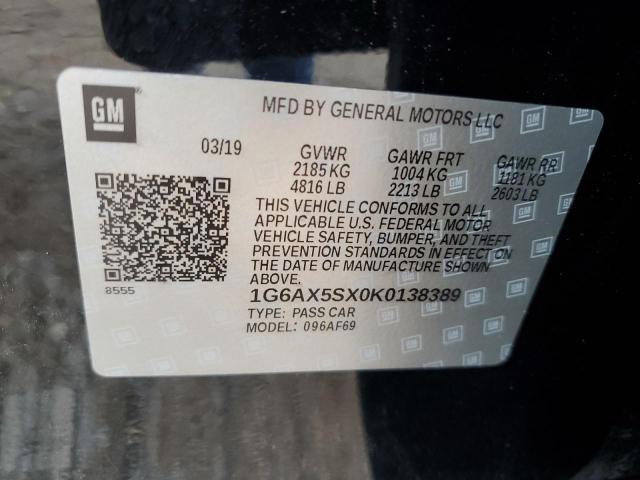 GM
MFD BY GENERAL MOTORS LLC
03/19 GVWR GAWR FRT GAWR RR
2185 KG 1004 KG 1181 KG
4816 LB 2213 LB 2603 LB
THIS VEHICLE CONFORMS TO ALL
APPLICABLE U.S. FEDERAL MOTOR
VEHICLE SAFETY, BUMPER, AND THEFT
PREVENTION STANDARDS IN EFFECT ON
THE DATE OF MANUFACTURE SHOWN
ABOVE.
8555
1G6AX5SX0K0138389
TYPE: PASS CAR
MODEL: 096AF69